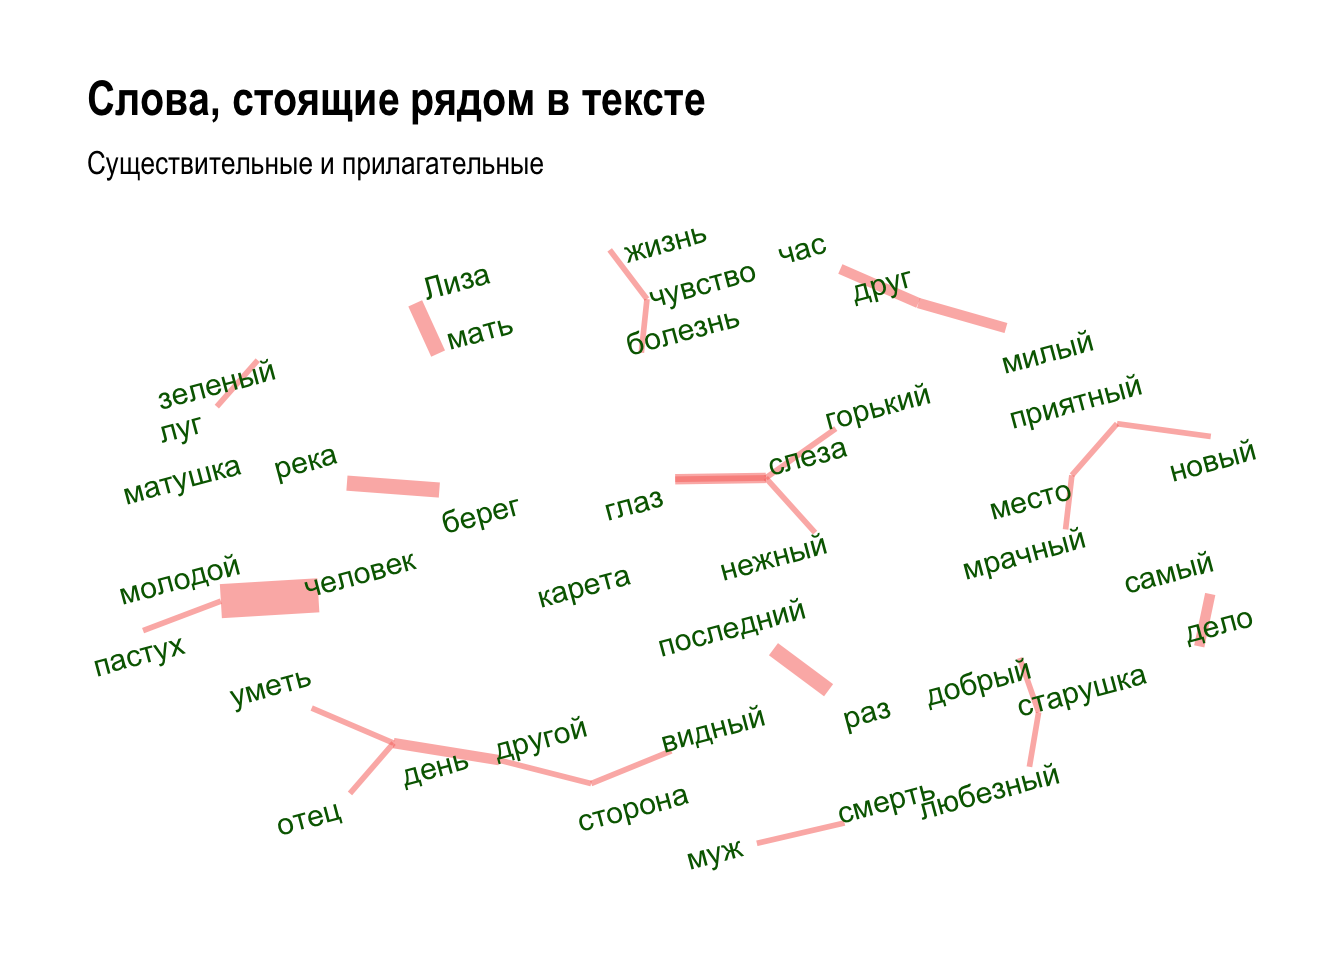 Слова, стоящие рядом в тексте
Существительные и прилагательные
жизнь
час
Лиза
чувство
друг
мать
болезнь
милый
зеленый
горький
приятный
луг
слеза
река
новый
матушка
место
глаз
берег
мрачный
нежный
молодой
человек
самый
карета
дело
последний
пастух
уметь
добрый
старушка
раз
видный
другой
день
любезный
смерть
сторона
отец
муж